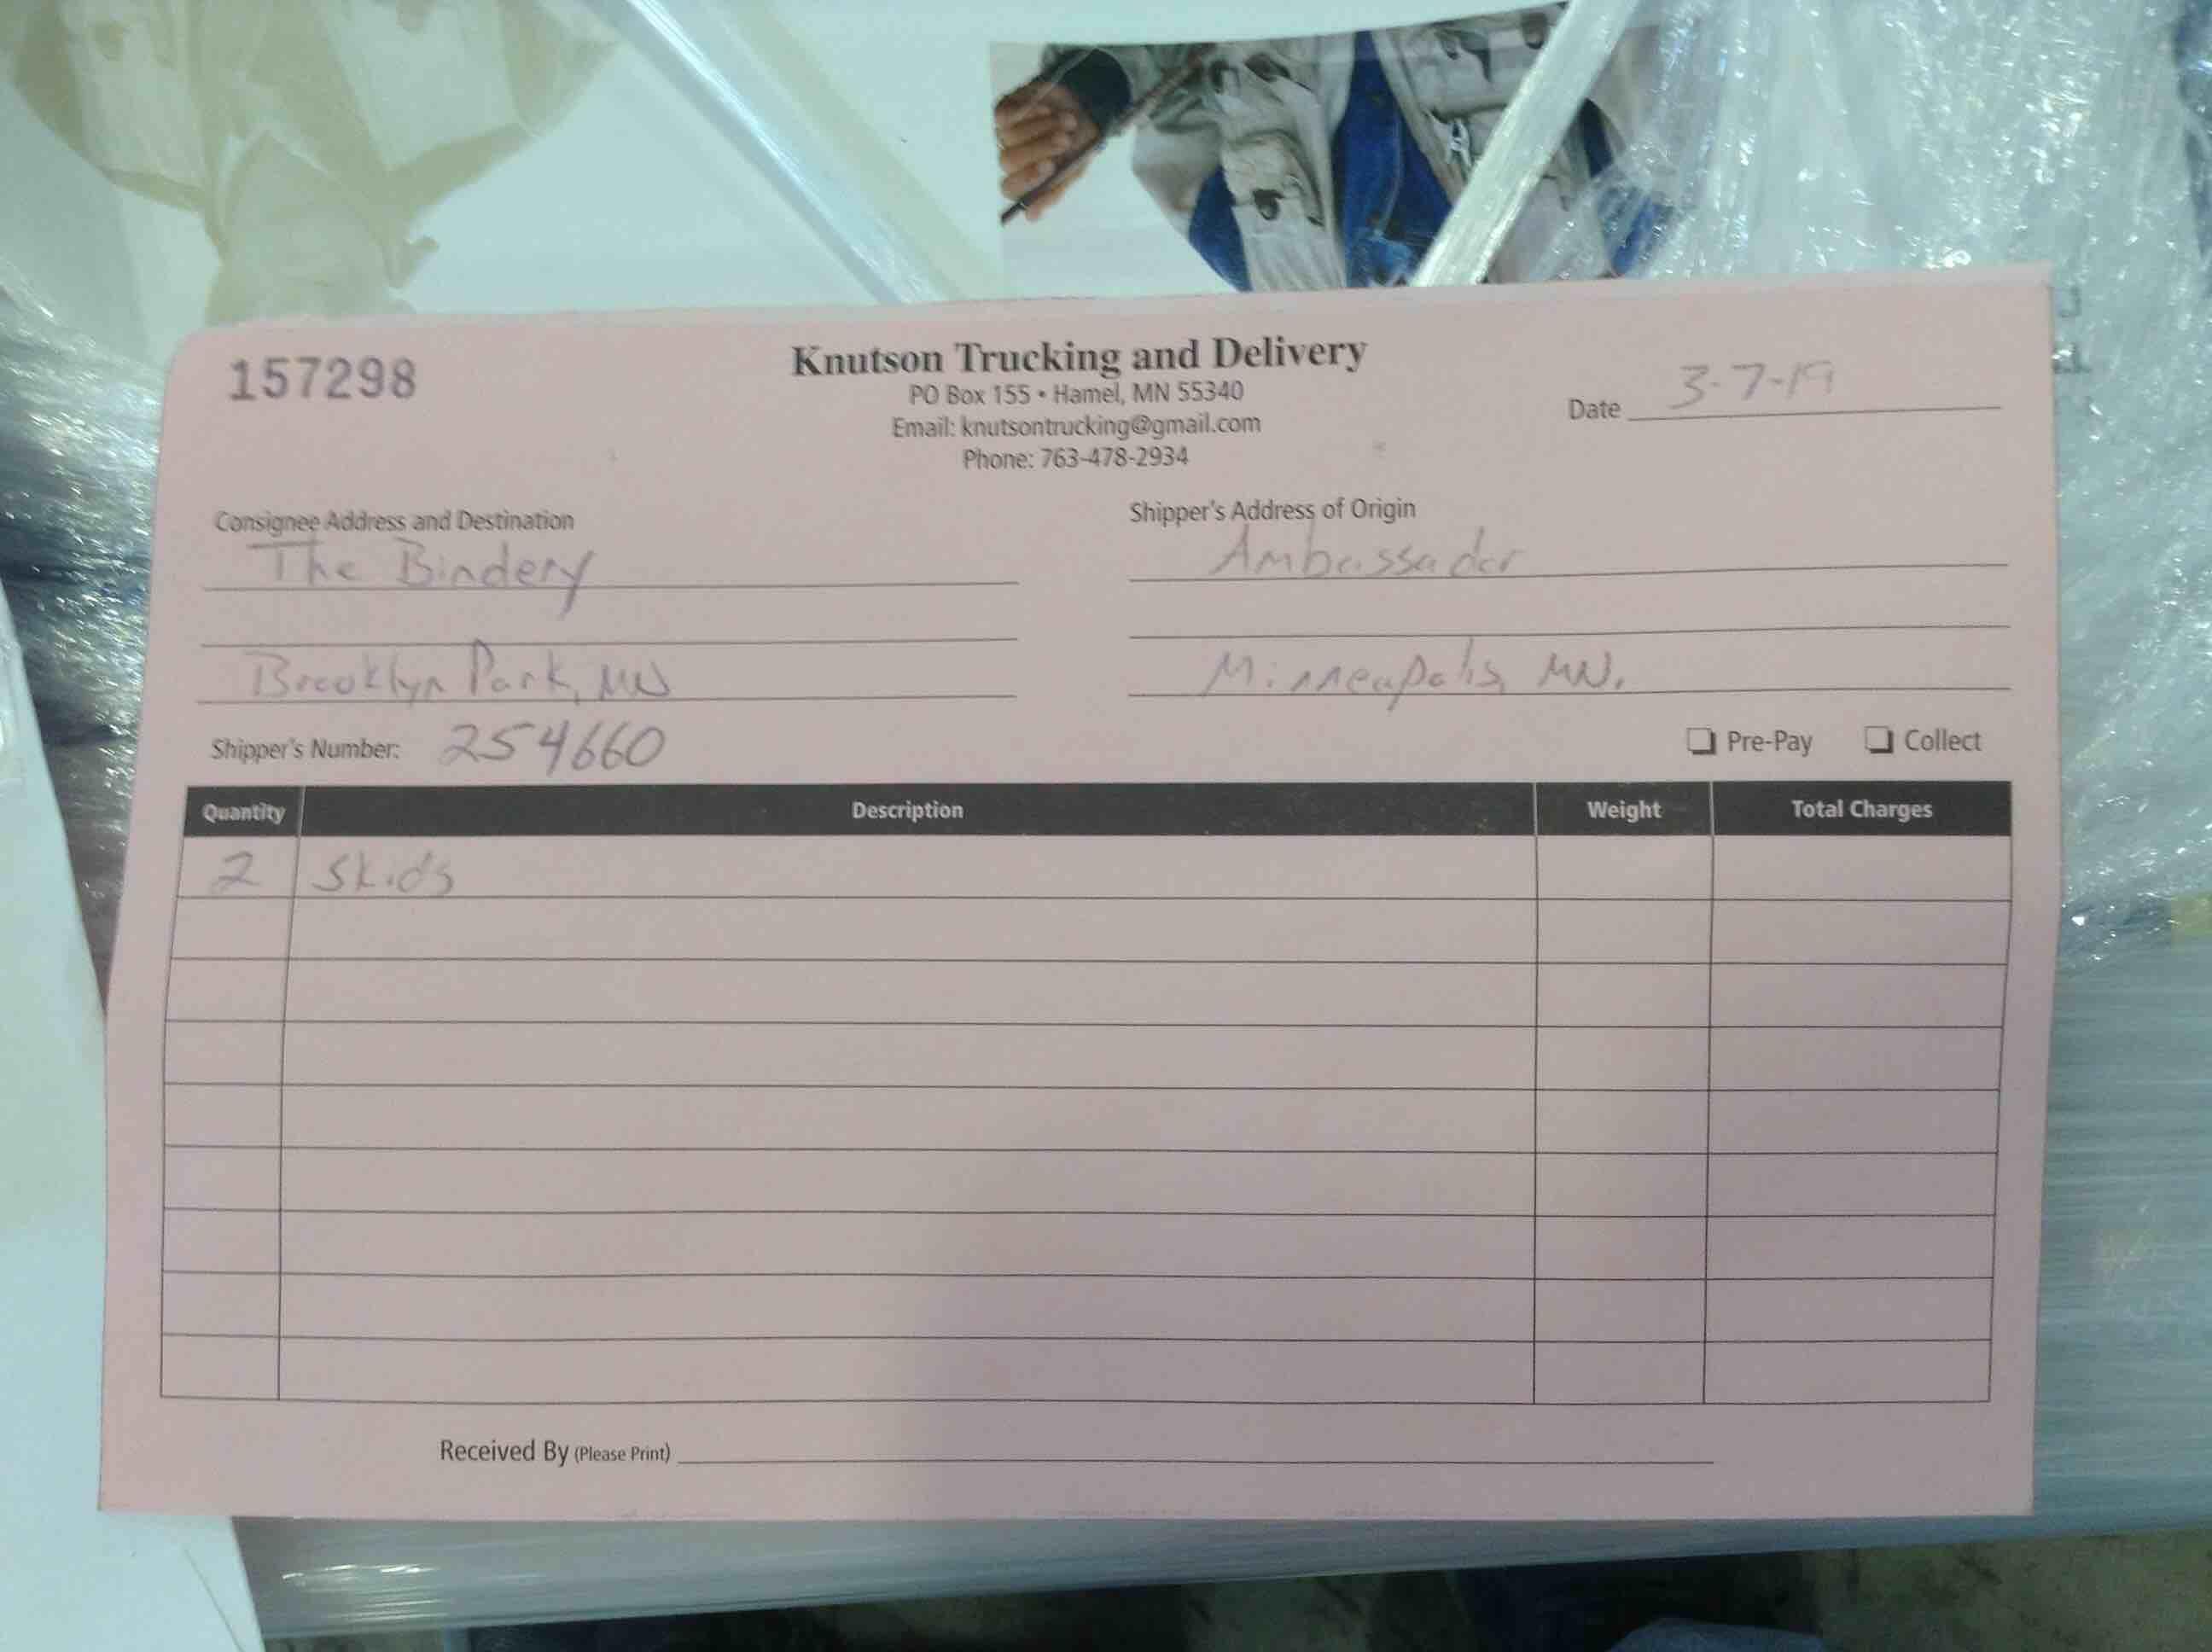 157298
Knutson Trucking and Delivery
PO Box 155 • Hamel, MN 55340
Email: knutsontrucking@gmail.com
Phone: 763-478-2934
Date 3-7-19
Consignee Address and Destination
The Bindery
Brooklyn Park, MN
Shipper's Address of Origin
Ambassador
Minneapolis, MN.
Shipper's Number: 254660
❏ Pre-Pay ❏ Collect
Quantity Description Weight Total Charges
2 Skids
Received By (Please Print)